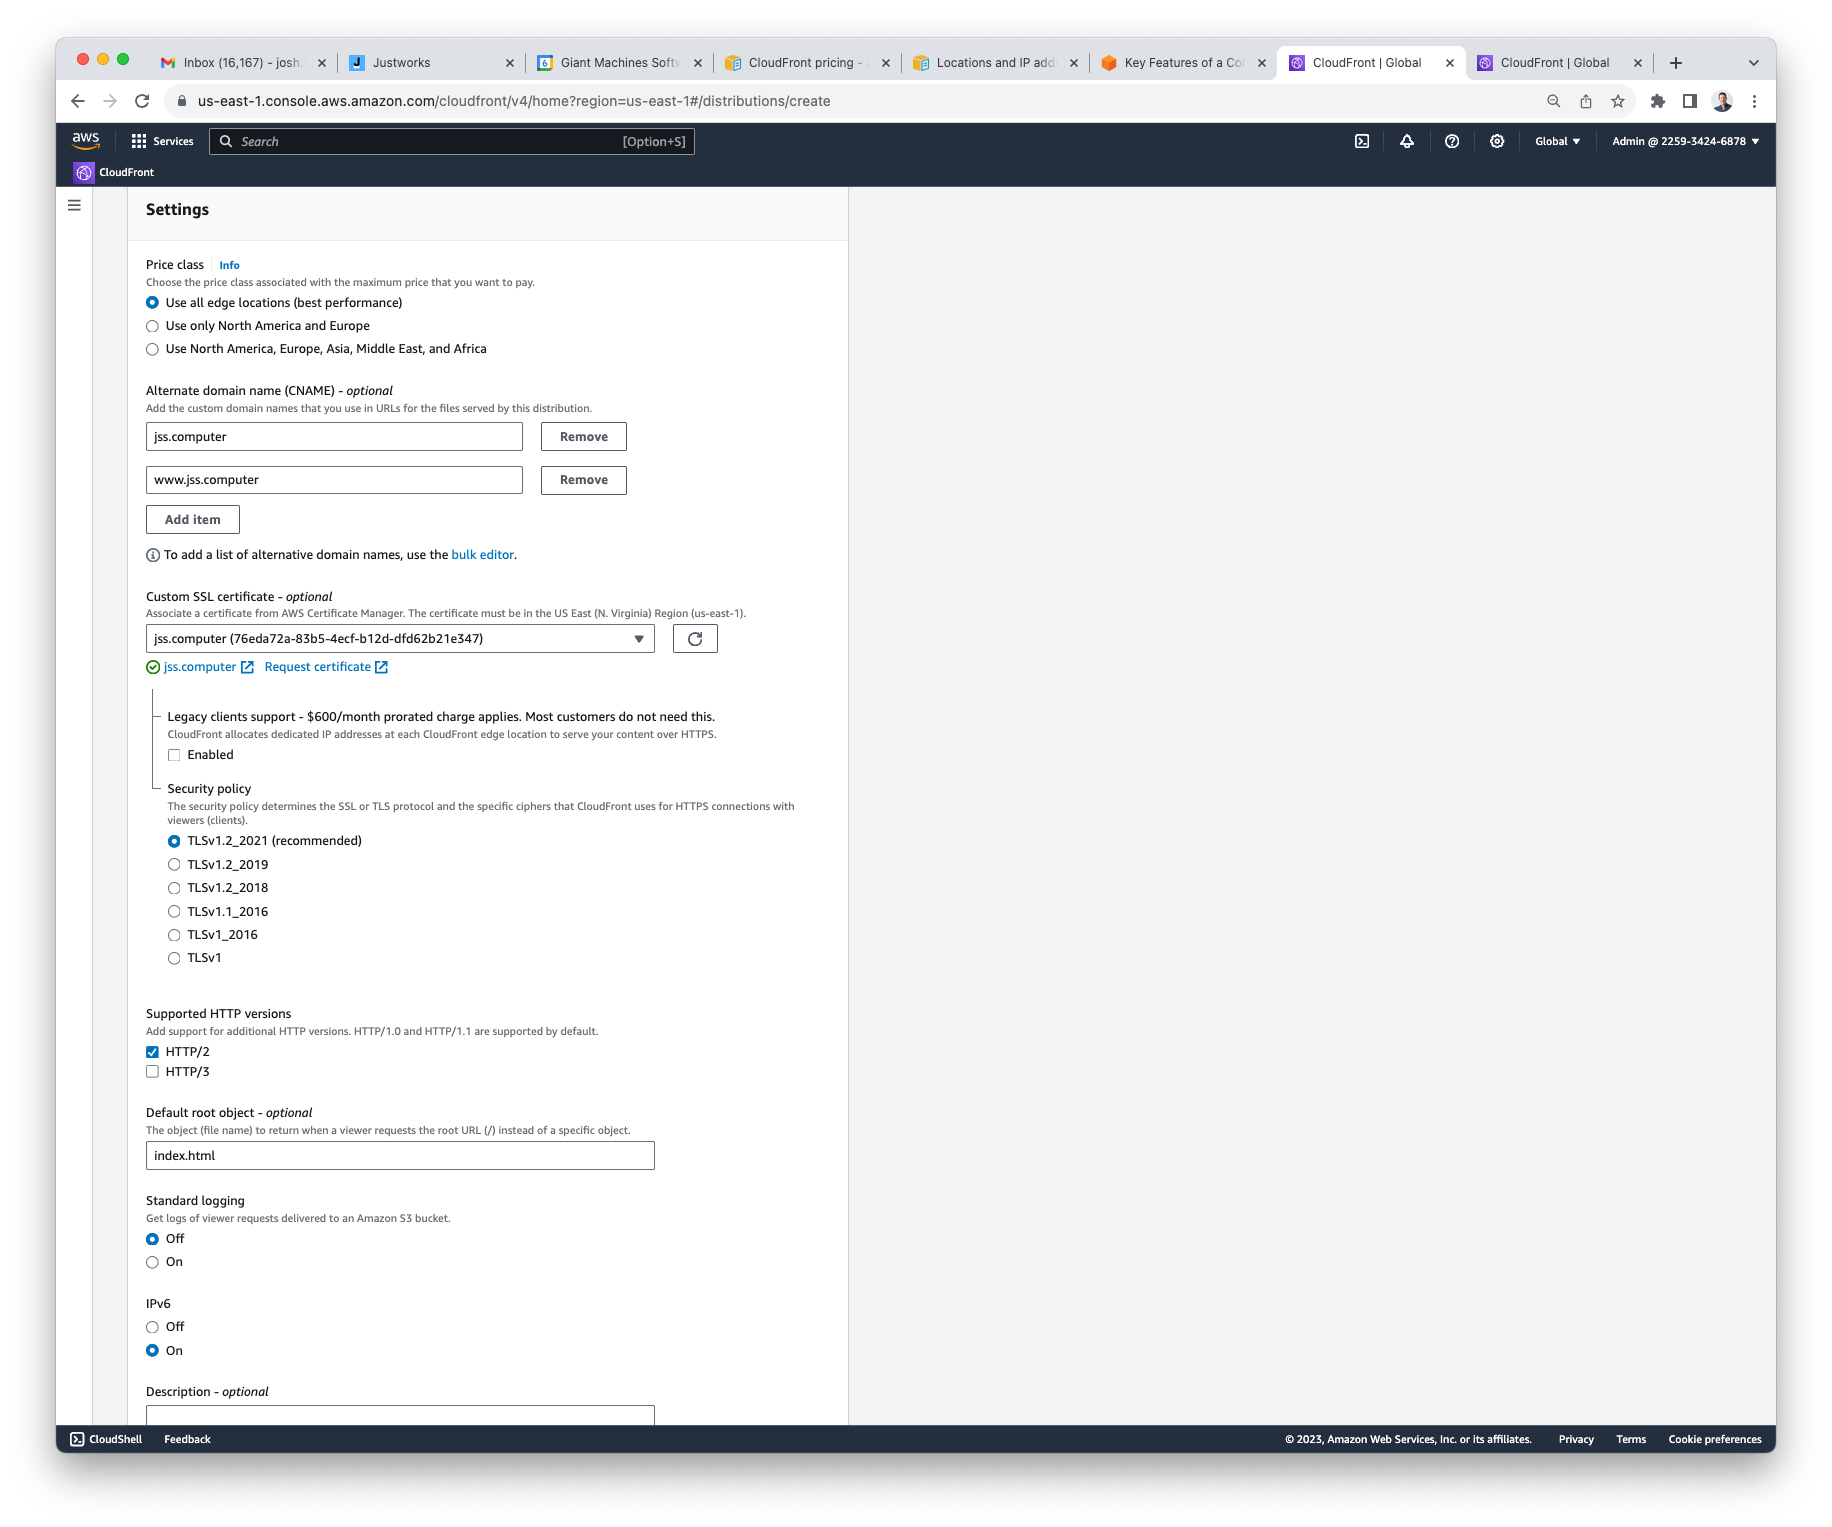 Inbox (16,167) - josh.
Justworks
Giant Machines Softw
CloudFront pricing -
Locations and IP add
Key Features of a Co
CloudFront | Global
CloudFront | Global
us-east-1.console.aws.amazon.com/cloudfront/v4/home?region=us-east-1#/distributions/create
aws
Services
Search
[Option+S]
Global
Admin @ 2259-3424-6878
CloudFront
Settings
Price class
Info
Choose the price class associated with the maximum price that you want to pay.
Use all edge locations (best performance)
Use only North America and Europe
Use North America, Europe, Asia, Middle East, and Africa
Alternate domain name (CNAME) - optional
Add the custom domain names that you use in URLs for the files served by this distribution.
jss.computer
Remove
www.jss.computer
Remove
Add item
To add a list of alternative domain names, use the bulk editor.
Custom SSL certificate - optional
Associate a certificate from AWS Certificate Manager. The certificate must be in the US East (N. Virginia) Region (us-east-1).
jss.computer (76eda72a-83b5-4ecf-b12d-dfd62b21e347)
jss.computer
Request certificate
Legacy clients support - $600/month prorated charge applies. Most customers do not need this.
CloudFront allocates dedicated IP addresses at each CloudFront edge location to serve your content over HTTPS.
Enabled
Security policy
The security policy determines the SSL or TLS protocol and the specific ciphers that CloudFront uses for HTTPS connections with
viewers (clients).
TLSv1.2_2021 (recommended)
TLSv1.2_2019
TLSv1.2_2018
TLSv1.1_2016
TLSv1_2016
TLSv1
Supported HTTP versions
Add support for additional HTTP versions. HTTP/1.0 and HTTP/1.1 are supported by default.
HTTP/2
HTTP/3
Default root object - optional
The object (file name) to return when a viewer requests the root URL (/) instead of a specific object.
index.html
Standard logging
Get logs of viewer requests delivered to an Amazon S3 bucket.
Off
On
IPv6
Off
On
Description - optional
CloudShell
Feedback
© 2023, Amazon Web Services, Inc. or its affiliates.
Privacy
Terms
Cookie preferences